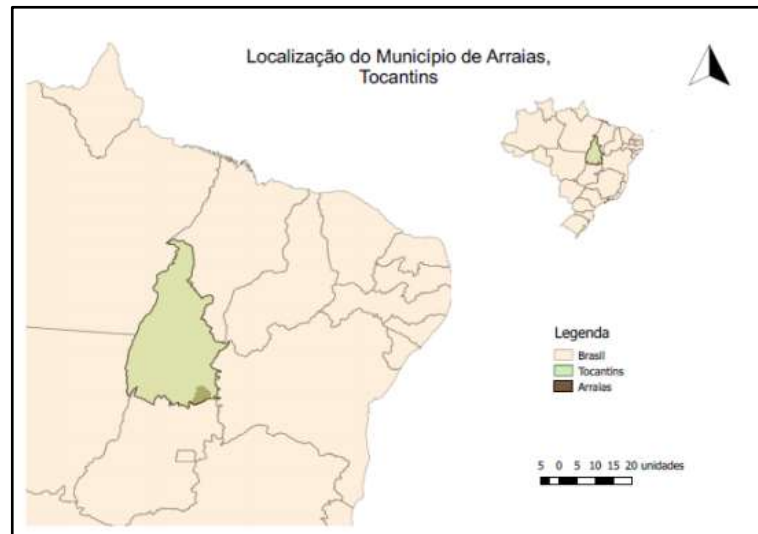 Localização do Município de Arraias,
Tocantins
Legenda
Brasil
Tocantins
Arraias
5 0 5 10 15 20 unidades